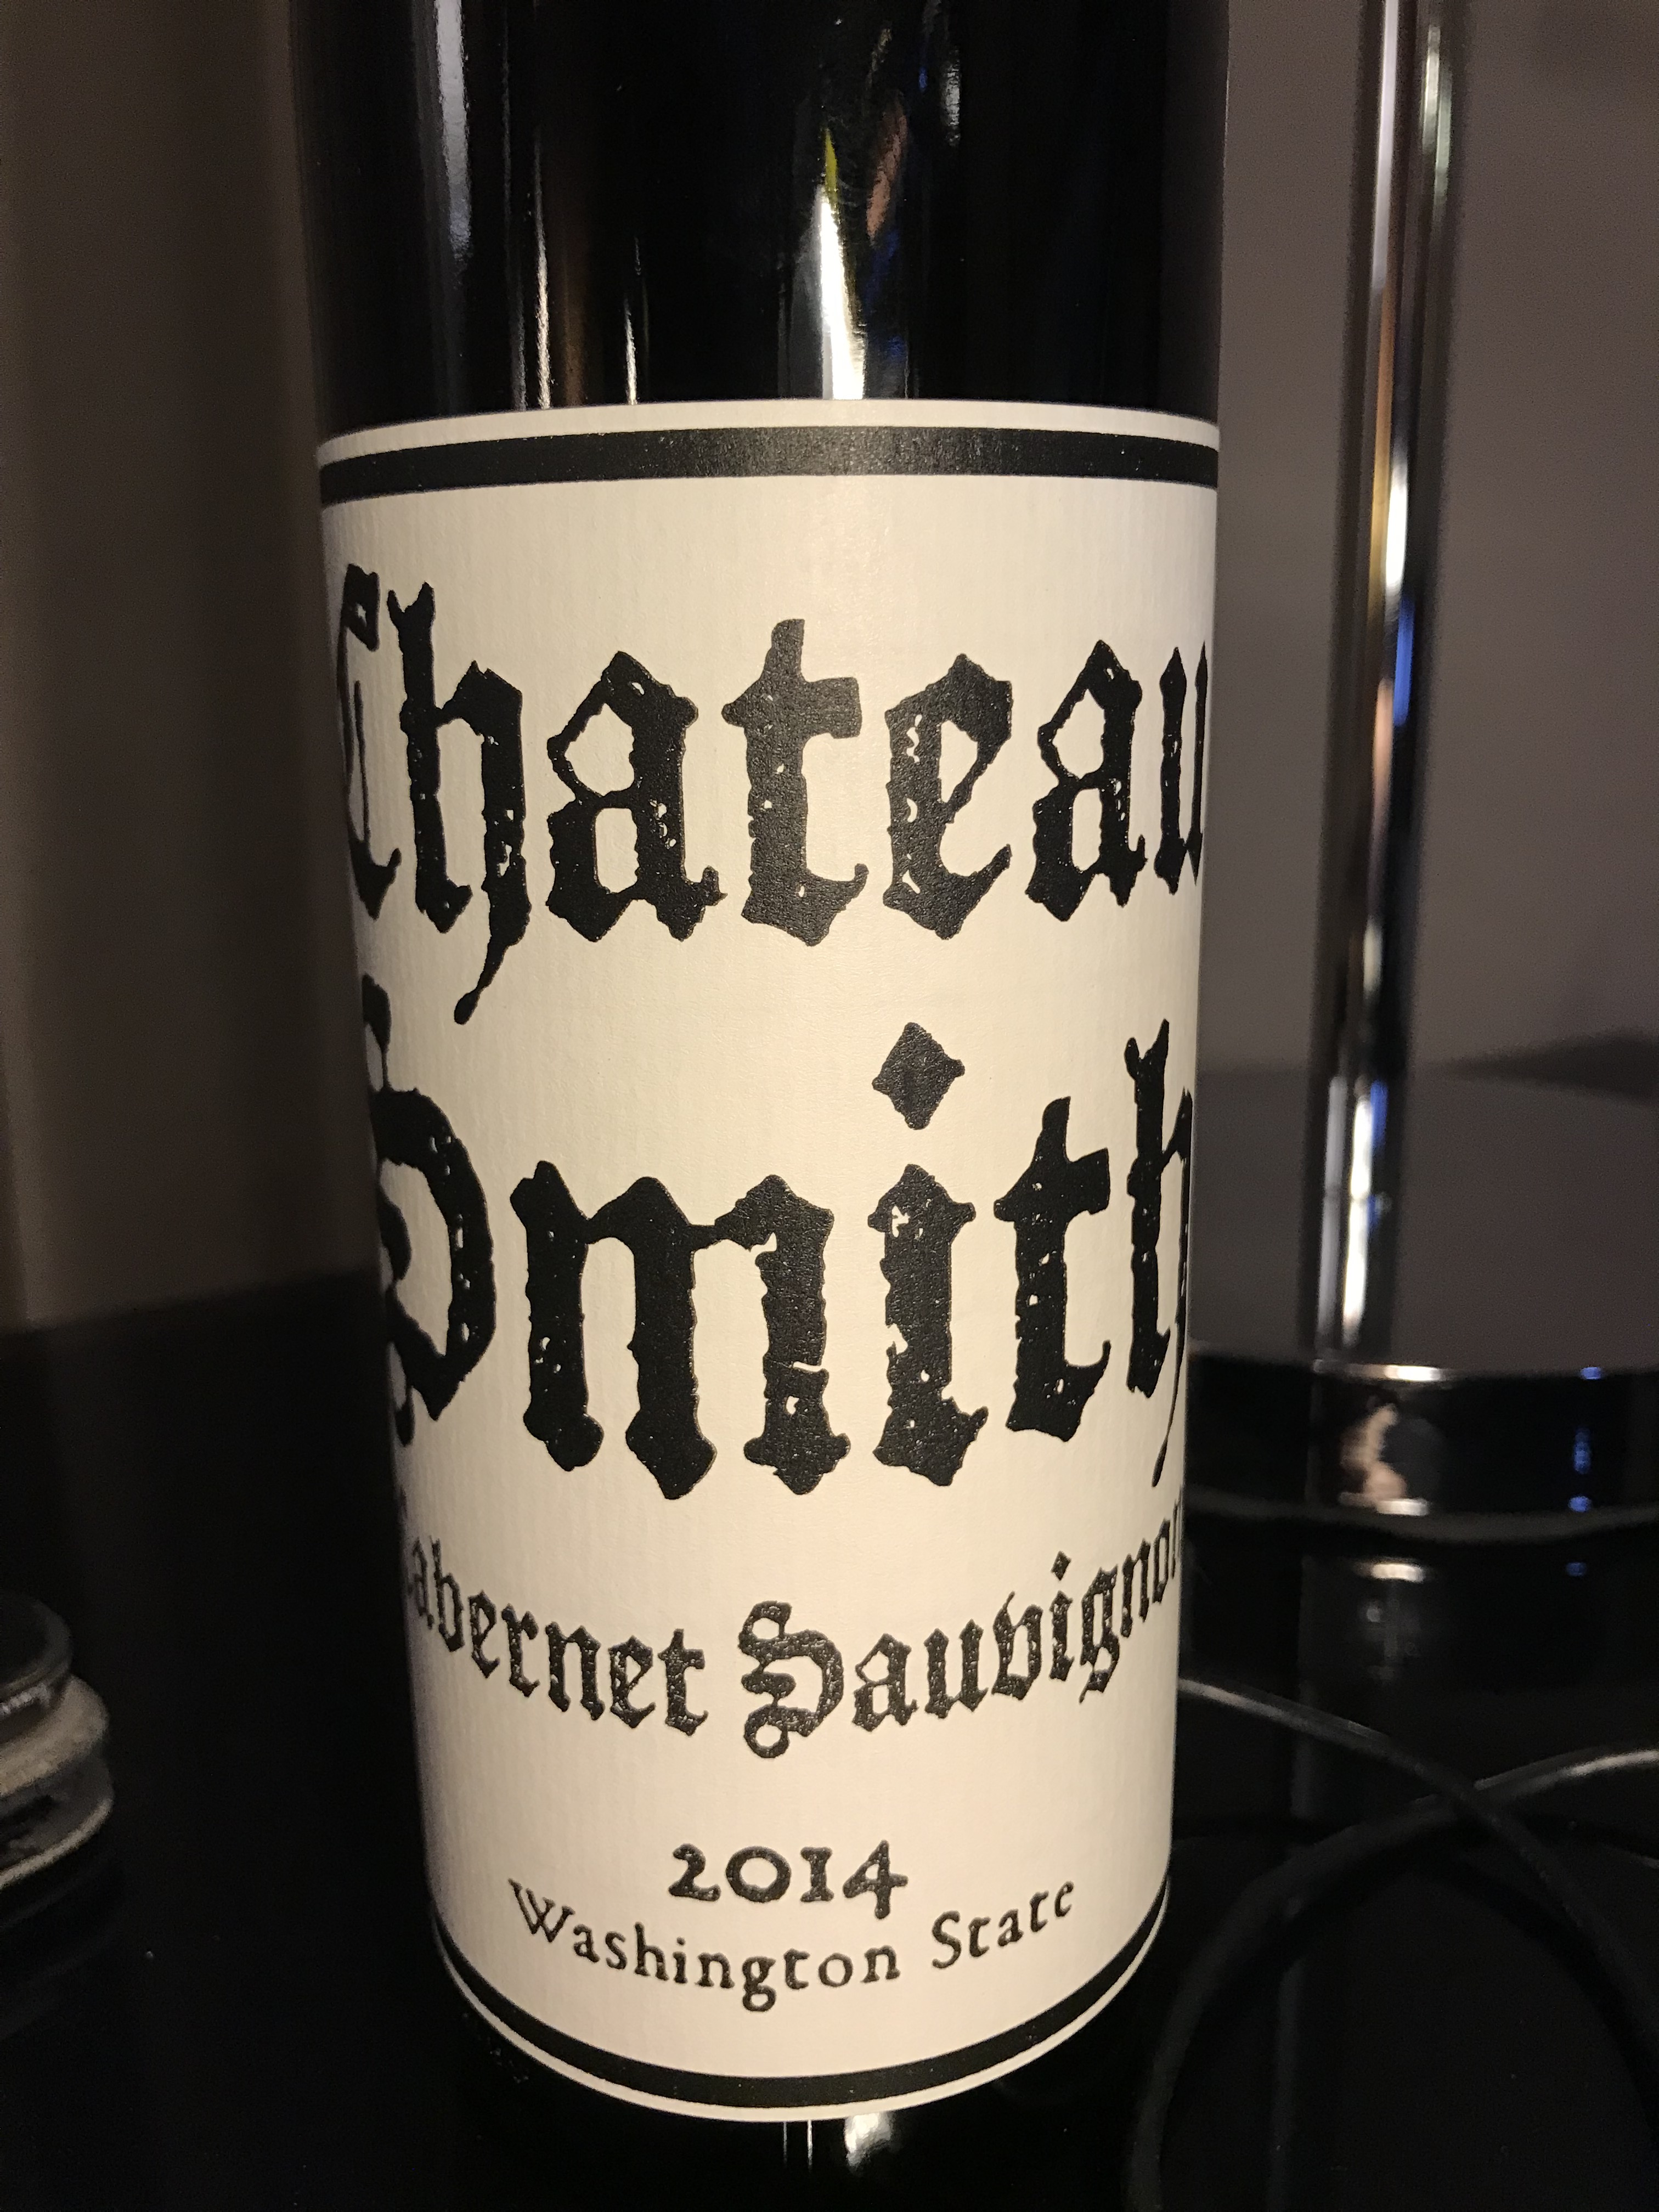 Chateau
Smith
Cabernet Sauvignon
2014
Washington State